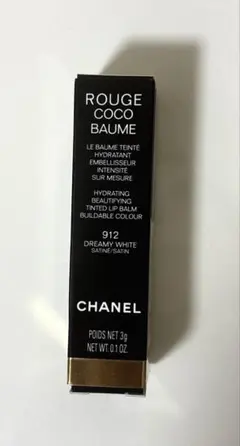 ROUGE
COCO
BAUME
LE BAUME TEINTÉ
HYDRATANT
EMBELLISSEUR
INTENSITÉ
SUR MESURE
HYDRATING
BEAUTIFYING
TINTED LIP BALM
BUILDABLE COLOUR
912
DREAMY WHITE
SATINÉ/SATIN
CHANEL
POIDS NET 3g
NET WT. 0.1 OZ.